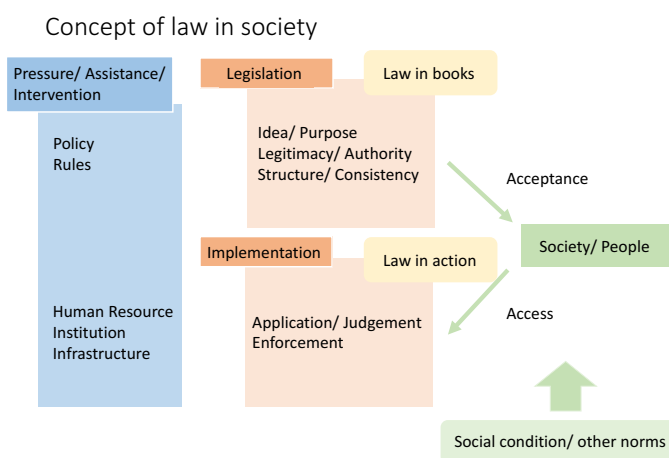 Concept of law in society
Pressure/ Assistance/
Intervention
Policy
Rules
Human Resource
Institution
Infrastructure
Legislation
Law in books
Idea/ Purpose
Legitimacy/ Authority
Structure/ Consistency
Implementation
Law in action
Application/ Judgement
Enforcement
Acceptance
Society/ People
Access
Social condition/ other norms